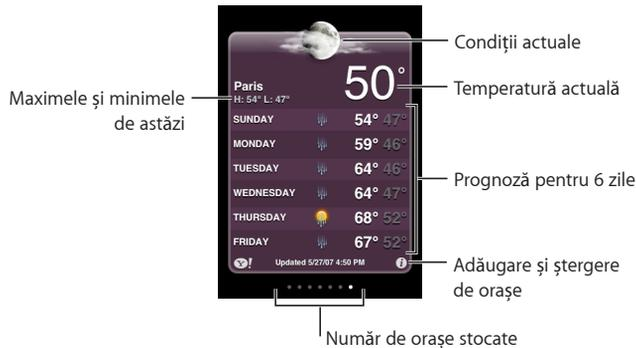 Condiții actuale
Paris
50°
H: 54° L: 47°
Temperatură actuală
Maximele și minimele
de astăzi
SUNDAY 54° 47°
MONDAY 59° 46°
TUESDAY 64° 46°
WEDNESDAY 64° 47°
THURSDAY 68° 52°
FRIDAY 67° 52°
Prognoză pentru 6 zile
Y! Updated 5/27/07 4:50 PM i
Adăugare și ștergere
de orașe
Număr de orașe stocate